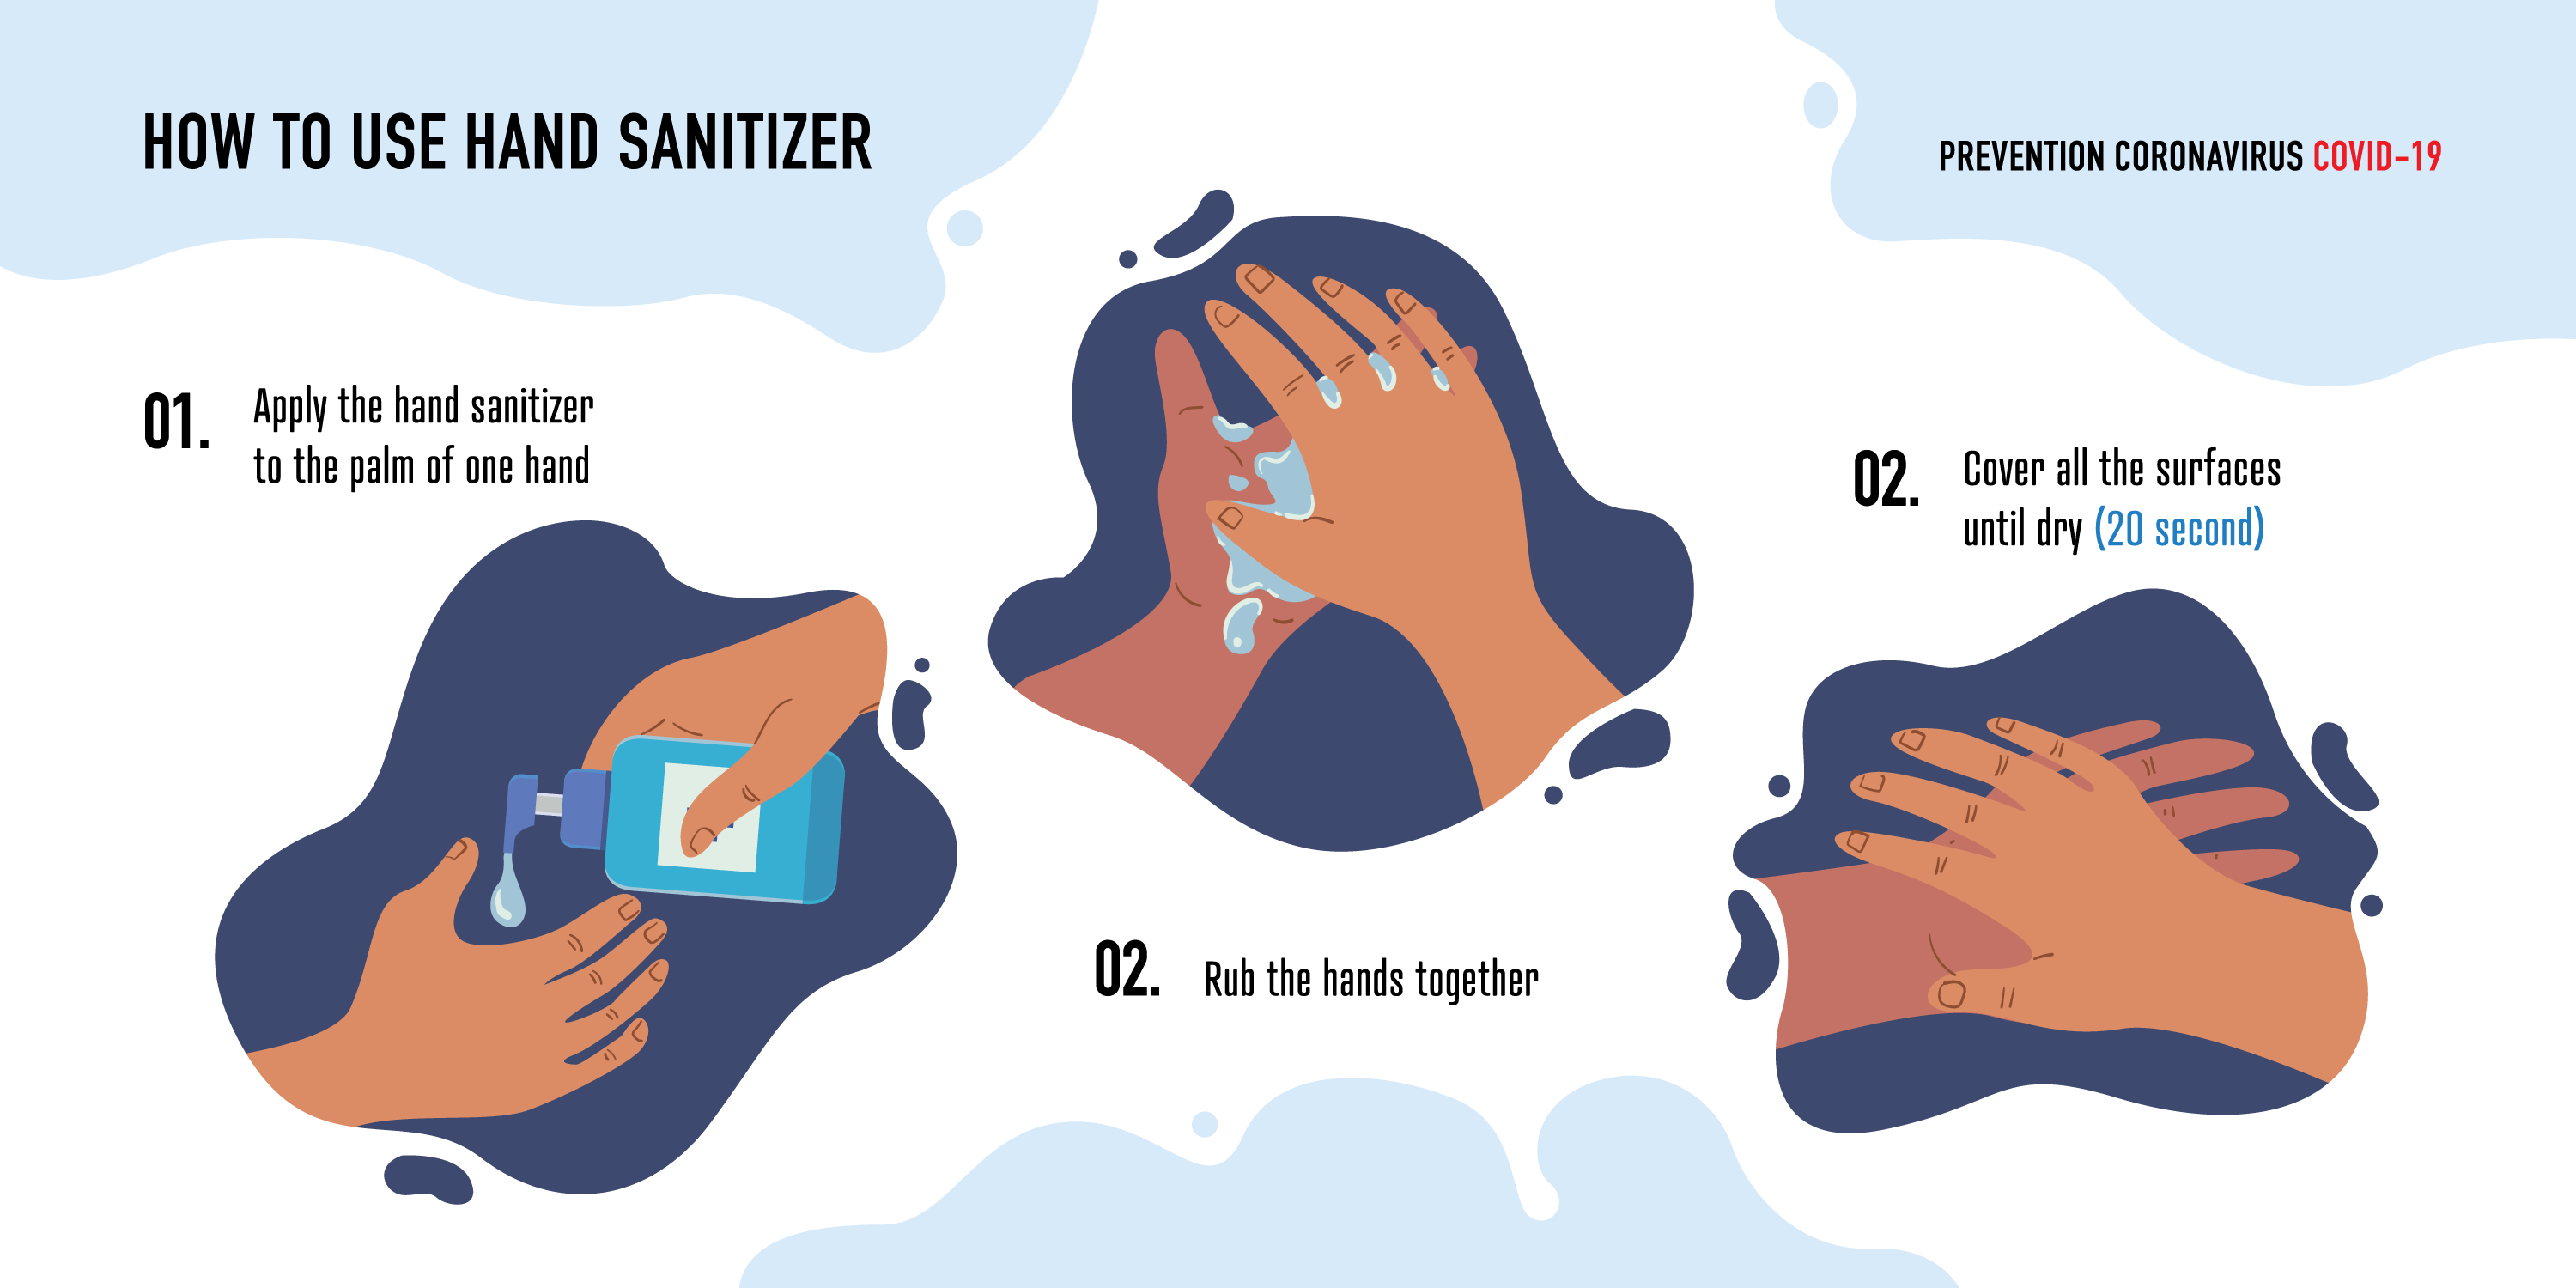 HOW TO USE HAND SANITIZER
PREVENTION CORONAVIRUS COVID-19
01. Apply the hand sanitizer
to the palm of one hand
02. Rub the hands together
02. Cover all the surfaces
until dry (20 second)